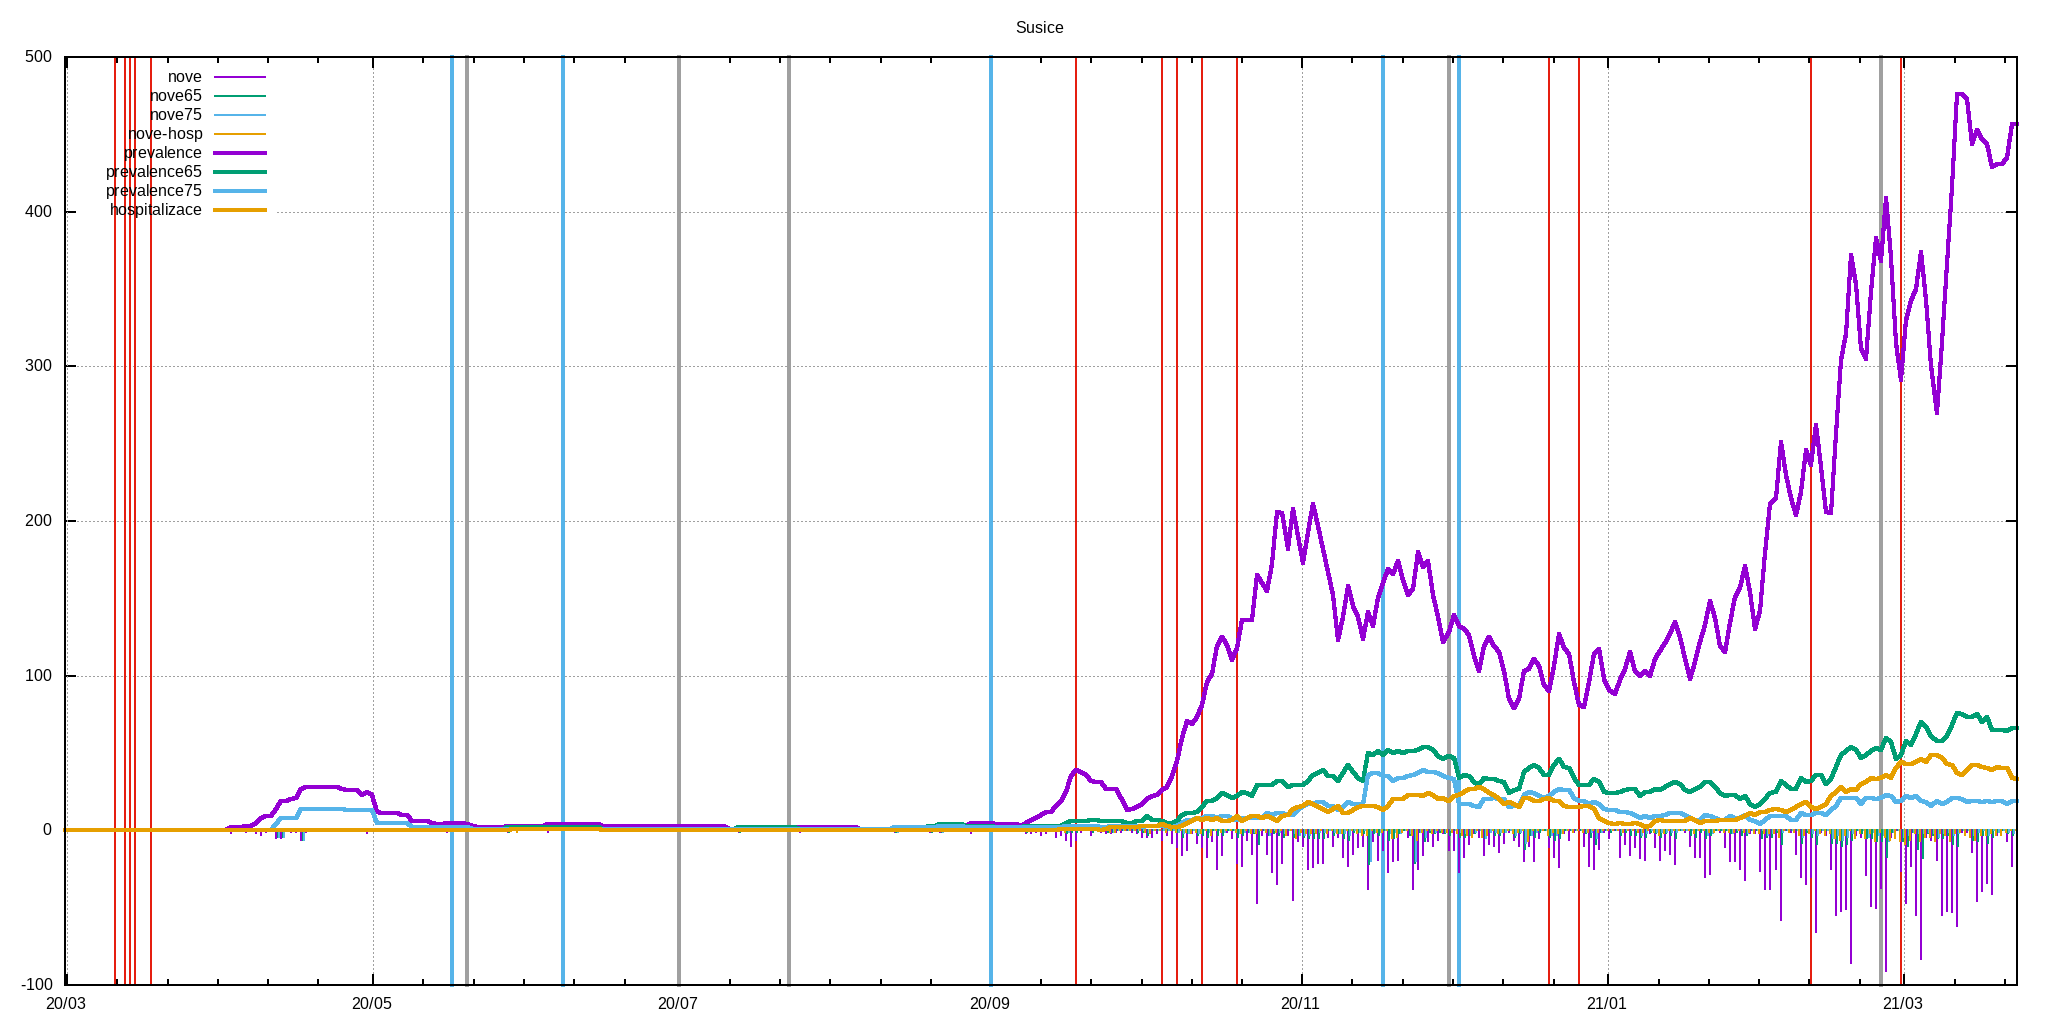 Susice
500
nove
nove65
nove75
nove-hosp
prevalence
prevalence65
prevalence75
hospitalizace
400
300
200
100
0
-100
20/03 20/05 20/07 20/09 20/11 21/01 21/03